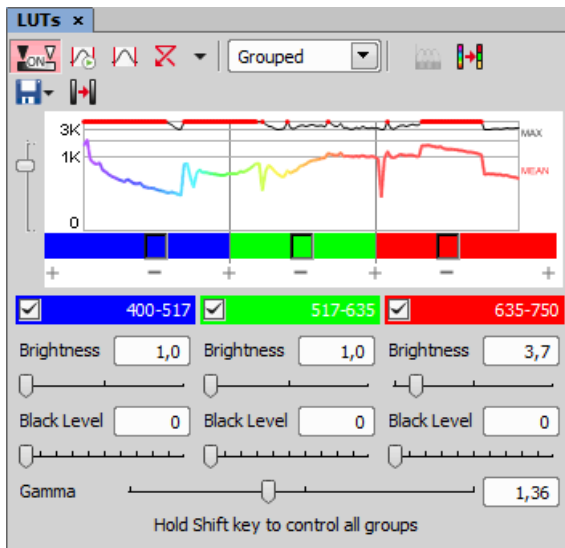 LUTs ×
ON Grouped
3K MAX
1K MEAN
0
+ − + − + − +
400-517 517-635 635-750
Brightness 1,0 Brightness 1,0 Brightness 3,7
Black Level 0 Black Level 0 Black Level 0
Gamma 1,36
Hold Shift key to control all groups